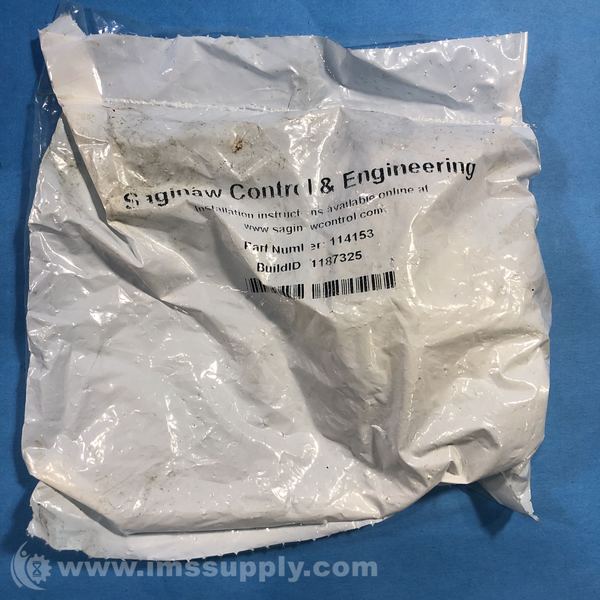 Saginaw Control & Engineering
Installation instructions available online at
www.saginawcontrol.com
Part Number: 114153
BuildID 1187325
www.imssupply.com